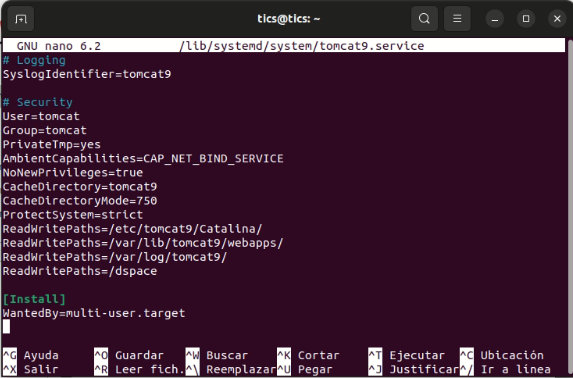 tics@tics: ~
GNU nano 6.2 /lib/systemd/system/tomcat9.service
# Logging
SyslogIdentifier=tomcat9
# Security
User=tomcat
Group=tomcat
PrivateTmp=yes
AmbientCapabilities=CAP_NET_BIND_SERVICE
NoNewPrivileges=true
CacheDirectory=tomcat9
CacheDirectoryMode=750
ProtectSystem=strict
ReadWritePaths=/etc/tomcat9/Catalina/
ReadWritePaths=/var/lib/tomcat9/webapps/
ReadWritePaths=/var/log/tomcat9/
ReadWritePaths=/dspace
[Install]
WantedBy=multi-user.target
^G Ayuda ^O Guardar ^W Buscar ^K Cortar ^T Ejecutar ^C Ubicación
^X Salir ^R Leer fich. ^\ Reemplazar ^U Pegar ^J Justificar ^/ Ir a línea